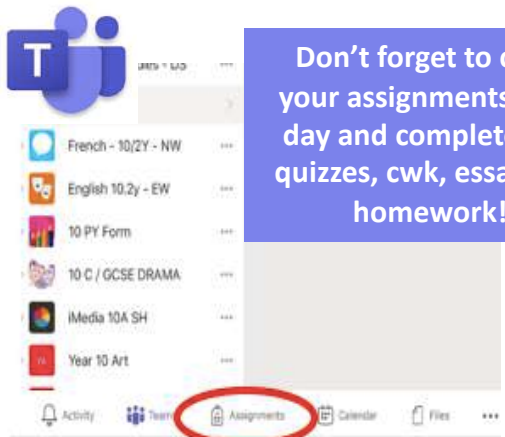 T
Don't forget to
your assignments
day and complete
quizzes, cwk,
homework!
French - 10/2Y - NW
English 10.2y - EW
10 PY Form
10 C / GCSE DRAMA
iMedia 10A SH
Year 10 Art
Activity
Assignments
Calendar
Files